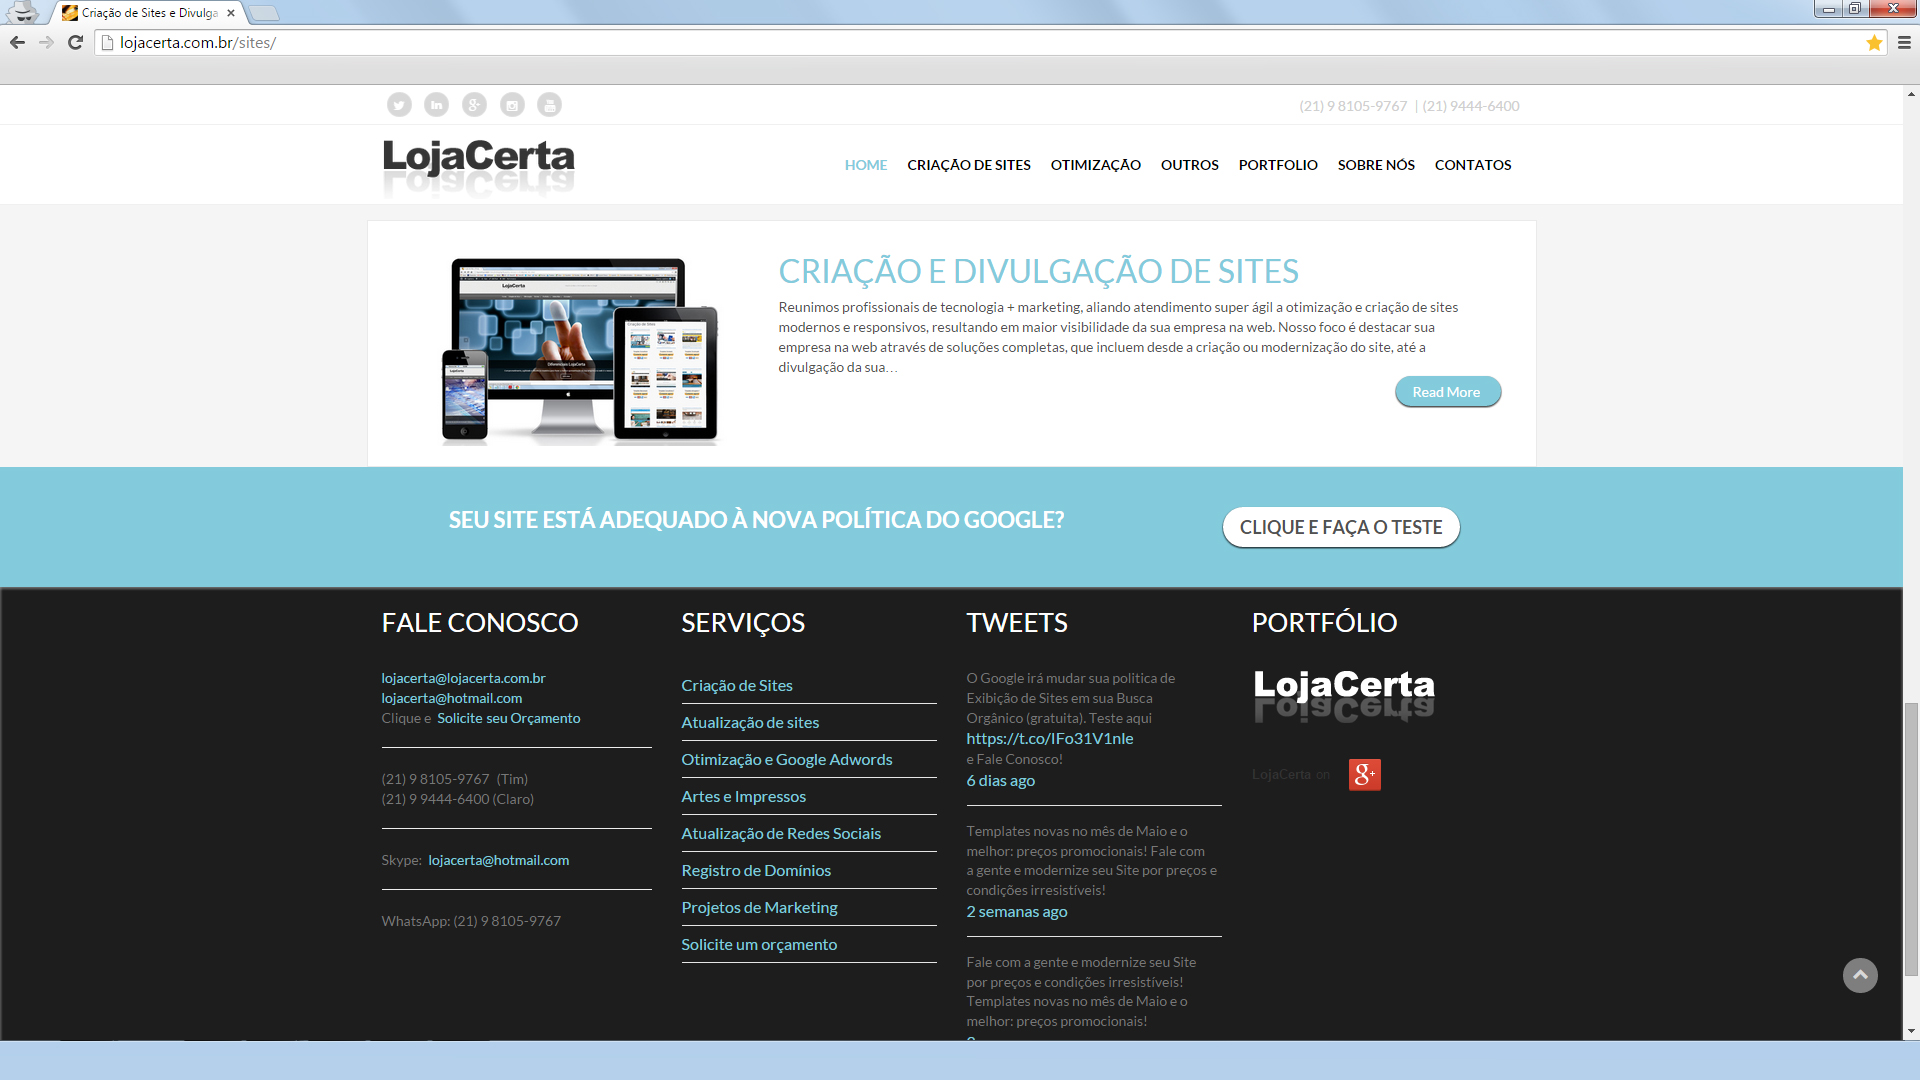 Criação de Sites e Divulga
lojacerta.com.br/sites/
(21) 9 8105-9767 | (21) 9444-6400
LojaCerta
HOME CRIAÇÃO DE SITES OTIMIZAÇÃO OUTROS PORTFOLIO SOBRE NÓS CONTATOS
CRIAÇÃO E DIVULGAÇÃO DE SITES
Reunimos profissionais de tecnologia + marketing, aliando atendimento super ágil a otimização e criação de sites
modernos e responsivos, resultando em maior visibilidade da sua empresa na web. Nosso foco é destacar sua
empresa na web através de soluções completas, que incluem desde a criação ou modernização do site, até a
divulgação da sua…
Read More
SEU SITE ESTÁ ADEQUADO À NOVA POLÍTICA DO GOOGLE?
CLIQUE E FAÇA O TESTE
FALE CONOSCO
lojacerta@lojacerta.com.br
lojacerta@hotmail.com
Clique e Solicite seu Orçamento
(21) 9 8105-9767 (Tim)
(21) 9 9444-6400 (Claro)
Skype: lojacerta@hotmail.com
WhatsApp: (21) 9 8105-9767
SERVIÇOS
Criação de Sites
Atualização de sites
Otimização e Google Adwords
Artes e Impressos
Atualização de Redes Sociais
Registro de Domínios
Projetos de Marketing
Solicite um orçamento
TWEETS
O Google irá mudar sua politica de
Exibição de Sites em sua Busca
Orgânico (gratuita). Teste aqui
https://t.co/IFo31V1nIe
e Fale Conosco!
6 dias ago
Templates novas no mês de Maio e o
melhor: preços promocionais! Fale com
a gente e modernize seu Site por preços e
condições irresistíveis!
2 semanas ago
Fale com a gente e modernize seu Site
por preços e condições irresistíveis!
Templates novas no mês de Maio e o
melhor: preços promocionais!
PORTFÓLIO
LojaCerta
LojaCerta on